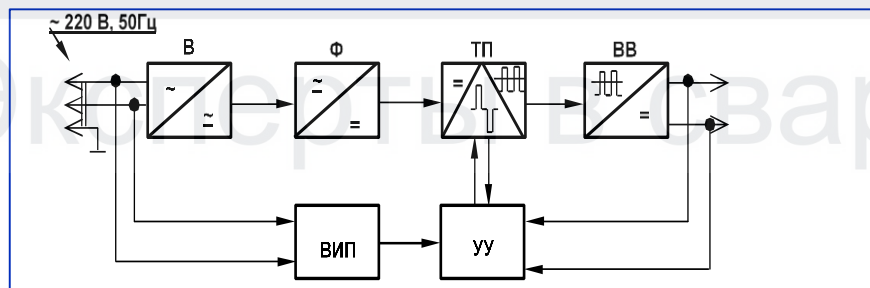 ~ 220 В, 50Гц
В Ф ТП ВВ
~ ~ ~ = = = =
ВИП УУ
Эксперты в свар